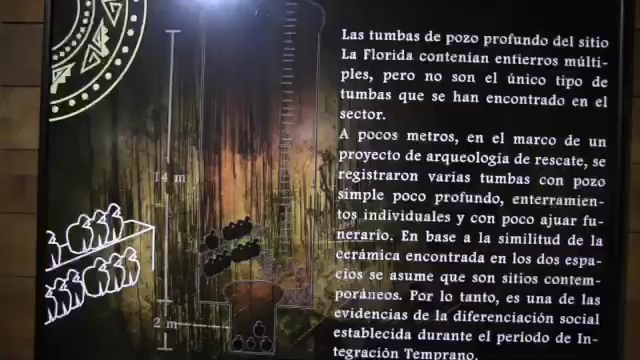 Las tumbas de pozo profundo del sitio
La Florida contenían entierros múlti-
ples, pero no son el único tipo de
tumbas que se han encontrado en el
sector.
A pocos metros, en el marco de un
proyecto de arqueología de rescate, se
registraron varias tumbas con pozo
simple poco profundo, enterramien-
tos individuales y con poco ajuar fu-
nerario. En base a la similitud de la
cerámica encontrada en los dos espa-
cios se asume que son sitios contem-
poráneos. Por lo tanto, es una de las
evidencias de la diferenciación social
establecida durante el período de In-
tegración Temprano.
14 m
2 m